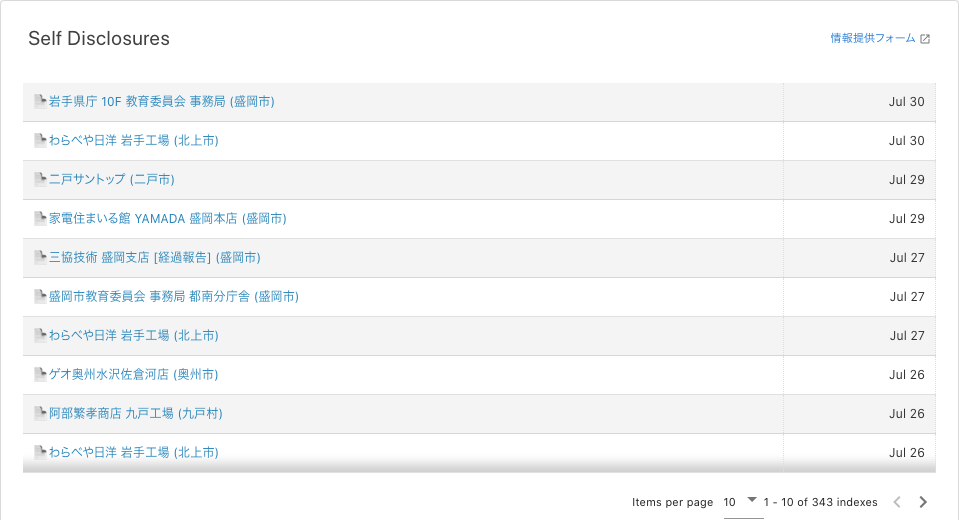 Self Disclosures
情報提供フォーム
岩手県庁 10F 教育委員会 事務局 (盛岡市) Jul 30
わらべや日洋 岩手工場 (北上市) Jul 30
二戸サントップ (二戸市) Jul 29
家電住まいる館 YAMADA 盛岡本店 (盛岡市) Jul 29
三協技術 盛岡支店 [経過報告] (盛岡市) Jul 27
盛岡市教育委員会 事務局 都南分庁舎 (盛岡市) Jul 27
わらべや日洋 岩手工場 (北上市) Jul 27
ゲオ奥州水沢佐倉河店 (奥州市) Jul 26
阿部繁孝商店 九戸工場 (九戸村) Jul 26
わらべや日洋 岩手工場 (北上市) Jul 26
Items per page 10 1 - 10 of 343 indexes